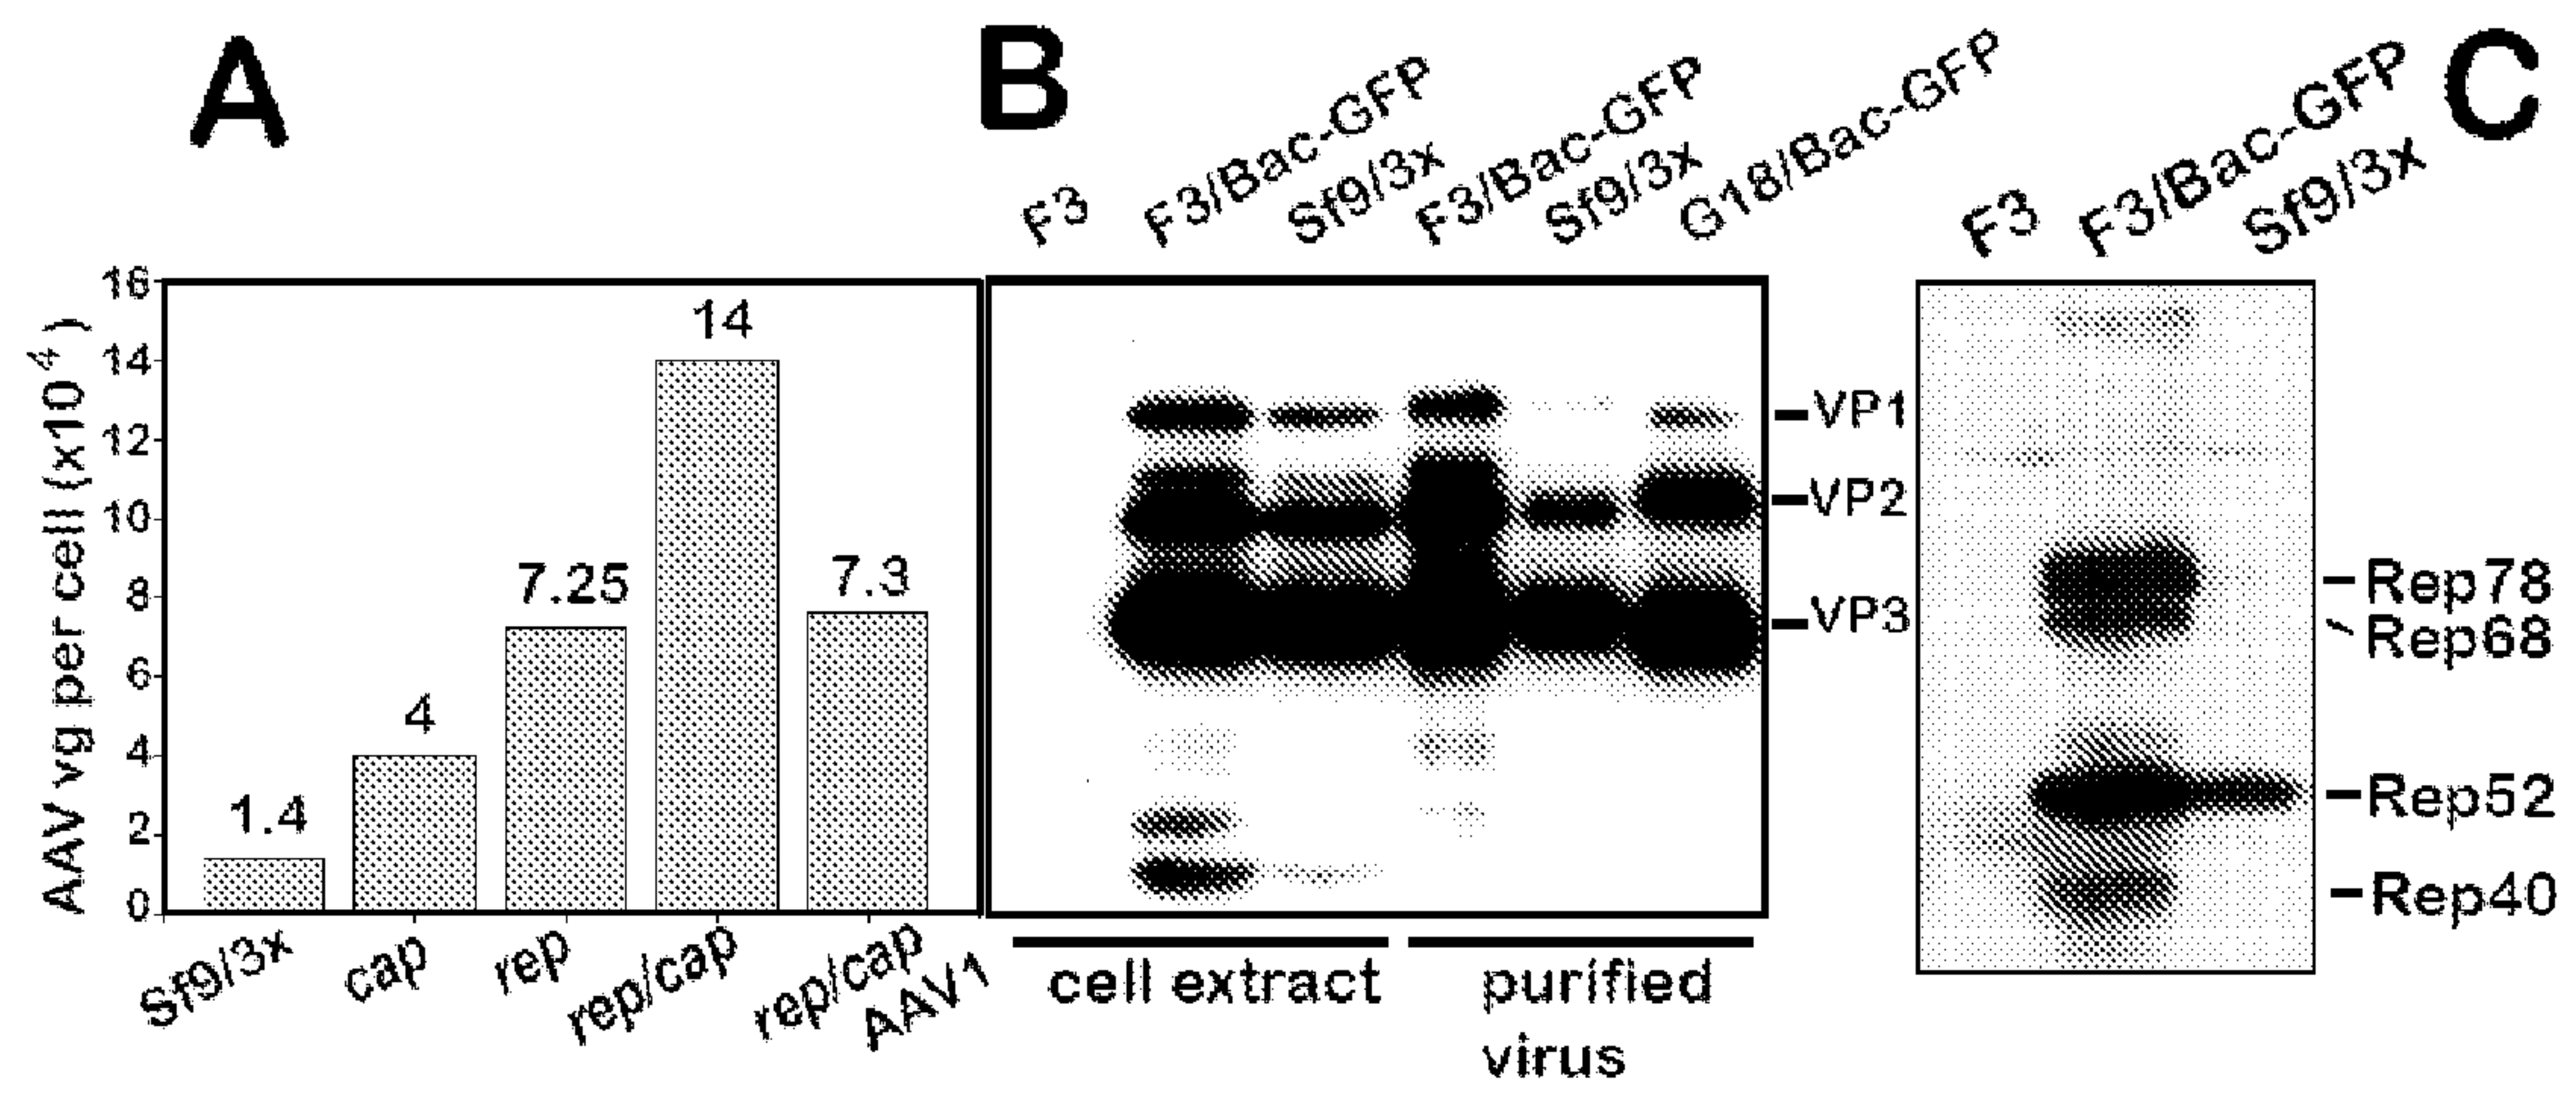 A
B
C
F3
F3/Bac-GFP
Sf9/3x
F3/Bac-GFP
Sf9/3x
G18/Bac-GFP
F3
F3/Bac-GFP
Sf9/3x
AAV vg per cell (x10⁴)
16
14
12
10
8
6
4
2
0
1.4
4
7.25
14
7.3
Sf9/3x
cap
rep
rep/cap
rep/cap
AAV1
VP1
VP2
VP3
cell extract
purified
virus
Rep78
Rep68
Rep52
Rep40